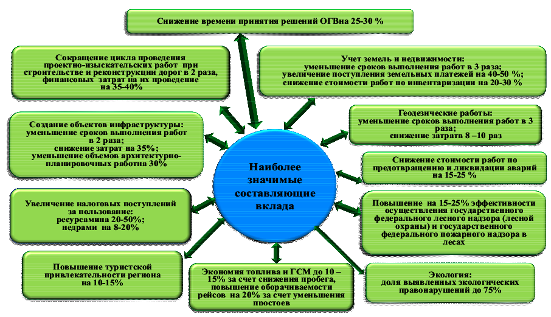 Снижение времени принятия решений ОГВна 25-30 %
Сокращение цикла проведения
проектно-изыскательских работ при
строительстве и реконструкции дорог в 2 раза,
финансовых затрат на их проведение
на 35-40%
Учет земель и недвижимости:
уменьшение сроков выполнения работ в 3 раза;
увеличение поступления земельных платежей на 40-50 %;
снижение стоимости работ по инвентаризации на 20-30 %
Создание объектов инфраструктуры:
уменьшение сроков выполнения работ
в 2 раза;
снижение затрат на 35%;
уменьшение объемов архитектурно-
планировочных работна 30%
Геодезические работы:
уменьшение сроков выполнения работ в 3
раза;
снижение затратв 8 –10 раз
Наиболее
значимые
составляющие
вклада
Снижение стоимости работ по
предотвращению и ликвидации аварий
на 15-25 %
Увеличение налоговых поступлений
за пользование:
ресурсамина 20-50%;
недрами на 8-20%
Повышение на 15-25% эффективности
осуществления государственного
федерального лесного надзора (лесной
охраны) и государственного
федерального пожарного надзора в
лесах
Повышение туристской
привлекательности региона
на 10-15%
Экономия топлива и ГСМ до 10 –
15% за счет снижения пробега,
повышение оборачиваемости
рейсов на 20% за счет уменьшения
простоев
Экология:
доля выявленных экологических
правонарушений до 75%